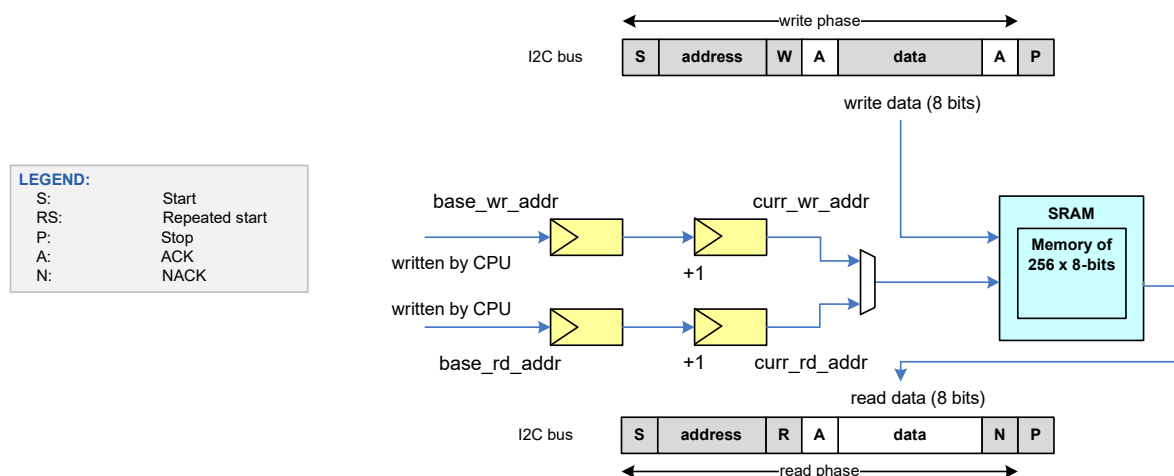 write phase
I2C bus
S address W A data A P
write data (8 bits)
LEGEND:
S: Start
RS: Repeated start
P: Stop
A: ACK
N: NACK
base_wr_addr
curr_wr_addr
written by CPU
+1
SRAM
Memory of
256 x 8-bits
written by CPU
base_rd_addr
+1
curr_rd_addr
read data (8 bits)
I2C bus
S address R A data N P
read phase